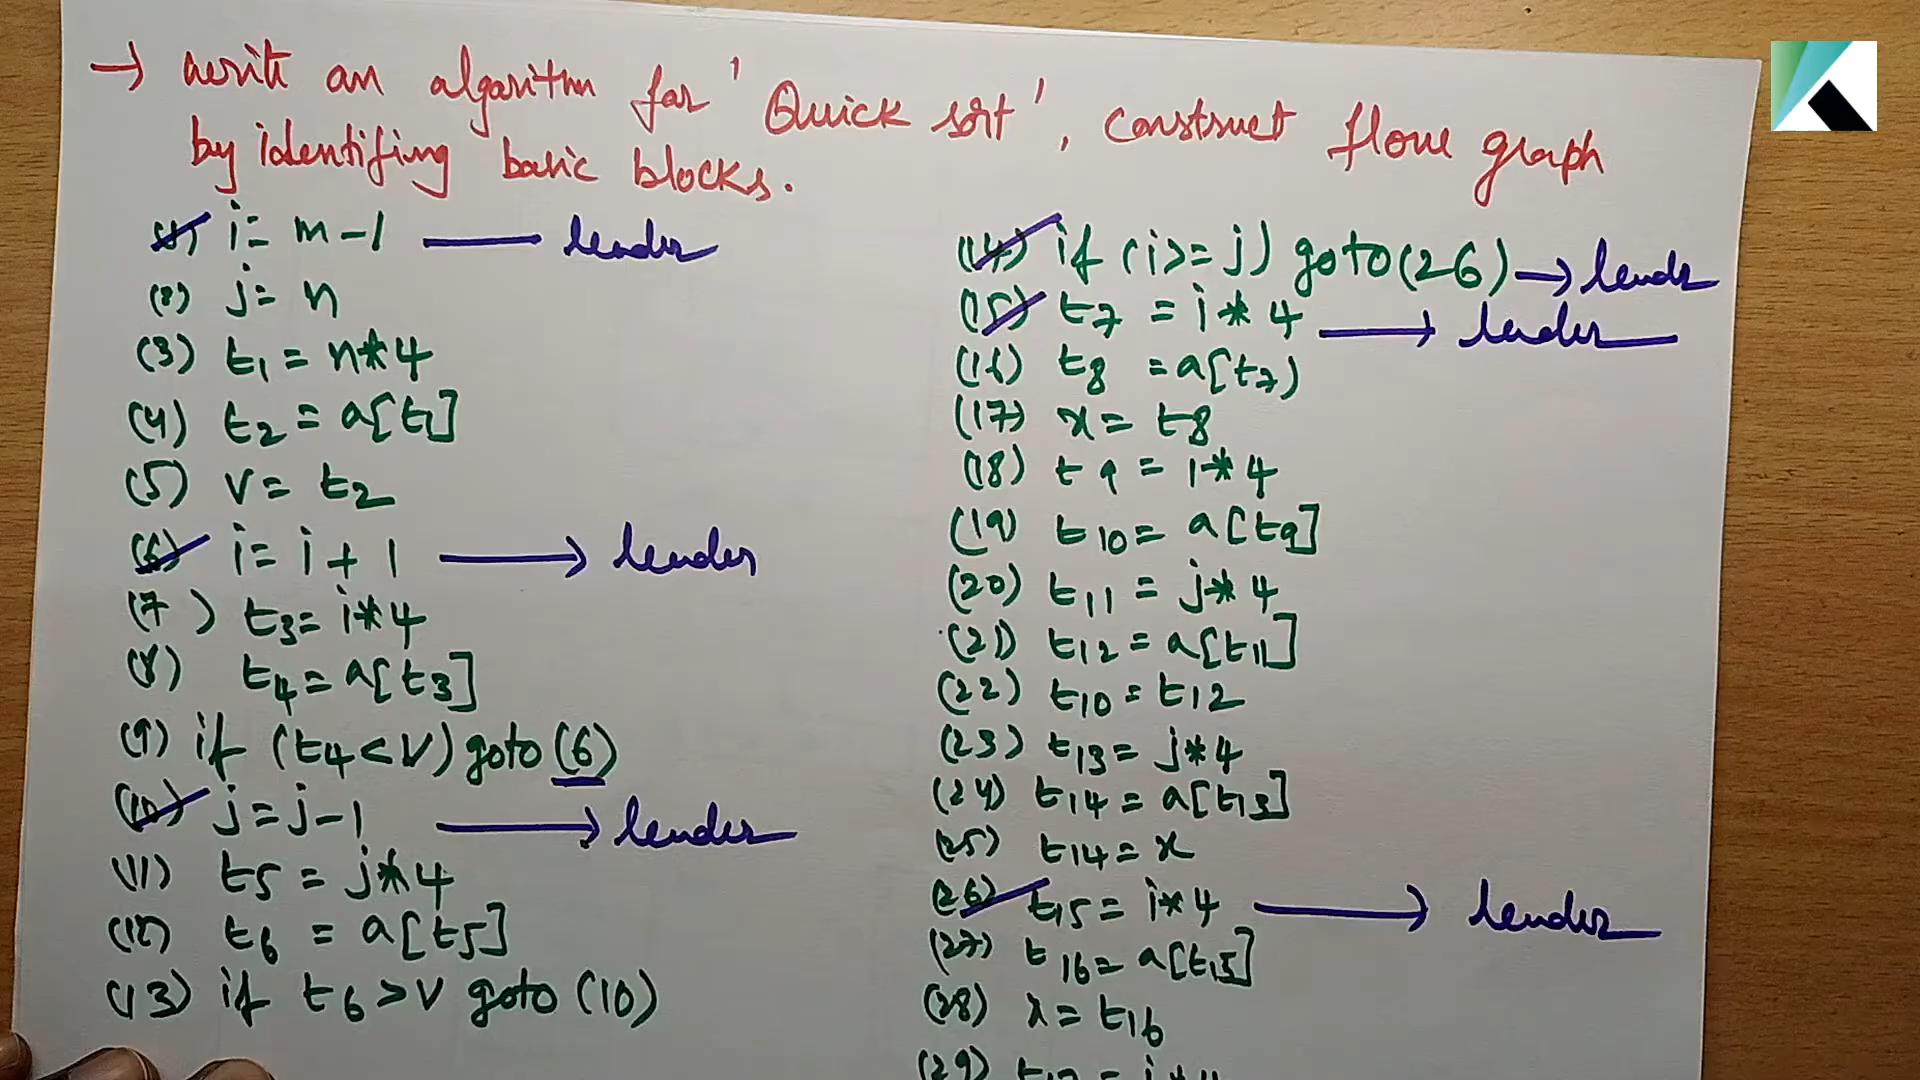 → write an algorithm for 'Quick sort', construct flow graph
by identifing basic blocks.
(1) i = m-1 —— leader
(2) j = n
(3) t1 = n*4
(4) t2 = a[t1]
(5) v = t2
(6) i = i + 1 → leader
(7) t3 = i*4
(8) t4 = a[t3]
(9) if (t4 < v) goto (6)
(10) j = j-1 → leader
(11) t5 = j*4
(12) t6 = a[t5]
(13) if t6 > v goto (10)
(14) if (i >= j) goto (26) → leader
(15) t7 = i*4 → leader
(16) t8 = a[t7)
(17) x = t8
(18) t9 = i*4
(19) t10 = a[t9]
(20) t11 = j*4
(21) t12 = a[t11]
(22) t10 = t12
(23) t13 = j*4
(24) t14 = a[t13]
(25) t14 = x
(26) t15 = i*4 → leader
(27) t16 = a[t15]
(28) x = t16
(29)